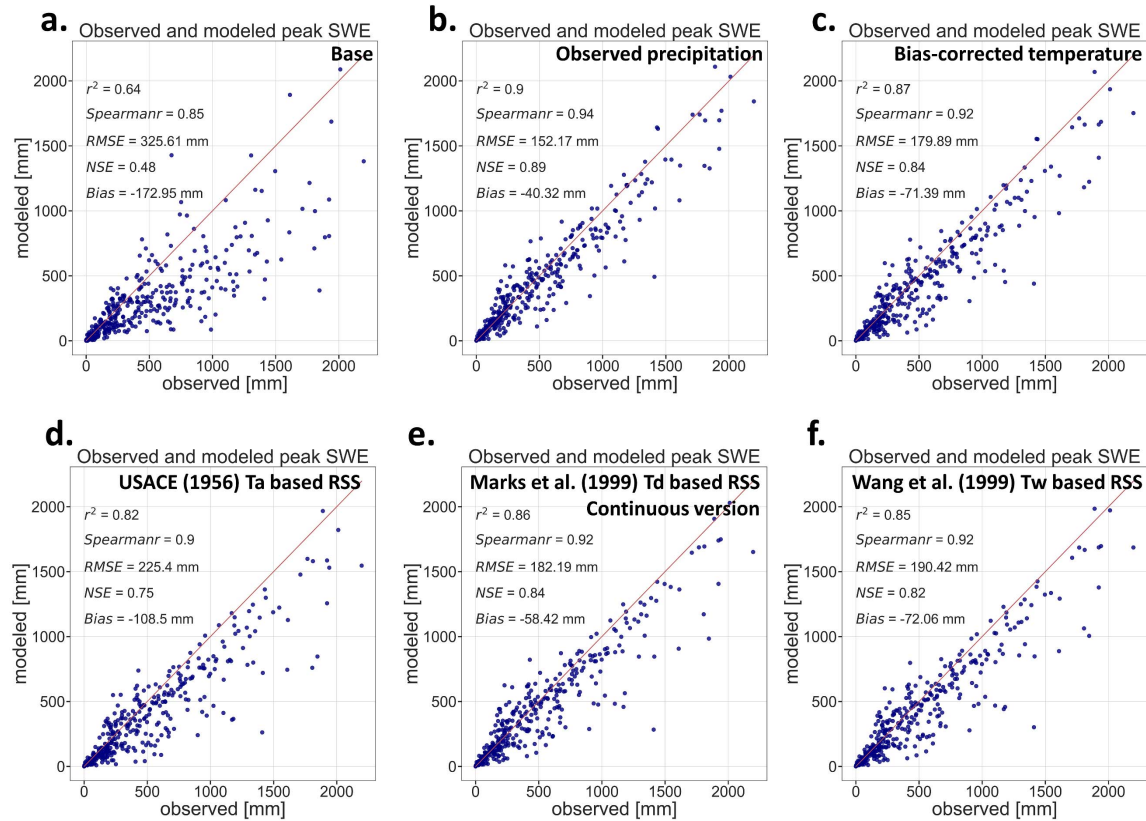 a.
Observed and modeled peak SWE
Base
r² = 0.64
Spearmanr = 0.85
RMSE = 325.61 mm
NSE = 0.48
Bias = -172.95 mm
modeled [mm]
2000
1500
1000
500
0
0 500 1000 1500 2000
observed [mm]
b.
Observed and modeled peak SWE
Observed precipitation
r² = 0.9
Spearmanr = 0.94
RMSE = 152.17 mm
NSE = 0.89
Bias = -40.32 mm
modeled [mm]
2000
1500
1000
500
0
0 500 1000 1500 2000
observed [mm]
c.
Observed and modeled peak SWE
Bias-corrected temperature
r² = 0.87
Spearmanr = 0.92
RMSE = 179.89 mm
NSE = 0.84
Bias = -71.39 mm
modeled [mm]
2000
1500
1000
500
0
0 500 1000 1500 2000
observed [mm]
d.
Observed and modeled peak SWE
USACE (1956) Ta based RSS
r² = 0.82
Spearmanr = 0.9
RMSE = 225.4 mm
NSE = 0.75
Bias = -108.5 mm
modeled [mm]
2000
1500
1000
500
0
0 500 1000 1500 2000
observed [mm]
e.
Observed and modeled peak SWE
Marks et al. (1999) Td based RSS
Continuous version
r² = 0.86
Spearmanr = 0.92
RMSE = 182.19 mm
NSE = 0.84
Bias = -58.42 mm
modeled [mm]
2000
1500
1000
500
0
0 500 1000 1500 2000
observed [mm]
f.
Observed and modeled peak SWE
Wang et al. (1999) Tw based RSS
r² = 0.85
Spearmanr = 0.92
RMSE = 190.42 mm
NSE = 0.82
Bias = -72.06 mm
modeled [mm]
2000
1500
1000
500
0
0 500 1000 1500 2000
observed [mm]